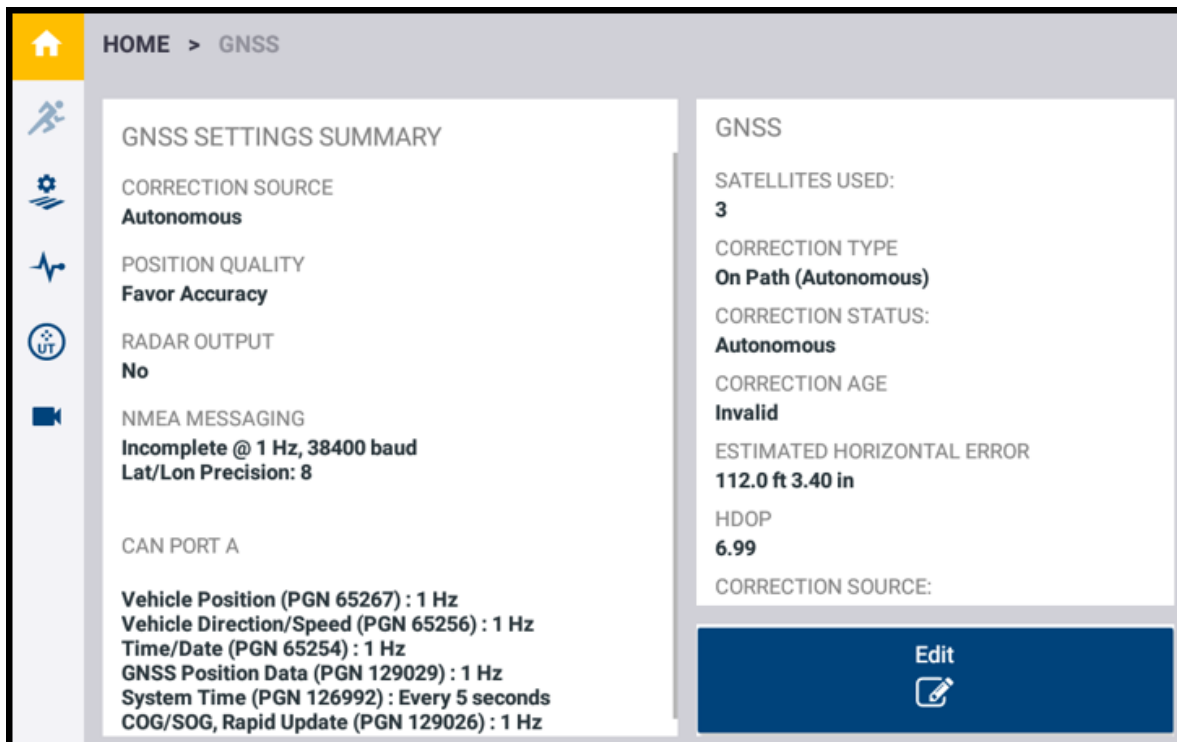 HOME > GNSS
GNSS SETTINGS SUMMARY
CORRECTION SOURCE
Autonomous
POSITION QUALITY
Favor Accuracy
RADAR OUTPUT
No
NMEA MESSAGING
Incomplete @ 1 Hz, 38400 baud
Lat/Lon Precision: 8
CAN PORT A
Vehicle Position (PGN 65267) : 1 Hz
Vehicle Direction/Speed (PGN 65256) : 1 Hz
Time/Date (PGN 65254) : 1 Hz
GNSS Position Data (PGN 129029) : 1 Hz
System Time (PGN 126992) : Every 5 seconds
COG/SOG, Rapid Update (PGN 129026) : 1 Hz
GNSS
SATELLITES USED:
3
CORRECTION TYPE
On Path (Autonomous)
CORRECTION STATUS:
Autonomous
CORRECTION AGE
Invalid
ESTIMATED HORIZONTAL ERROR
112.0 ft 3.40 in
HDOP
6.99
CORRECTION SOURCE:
Edit
UT